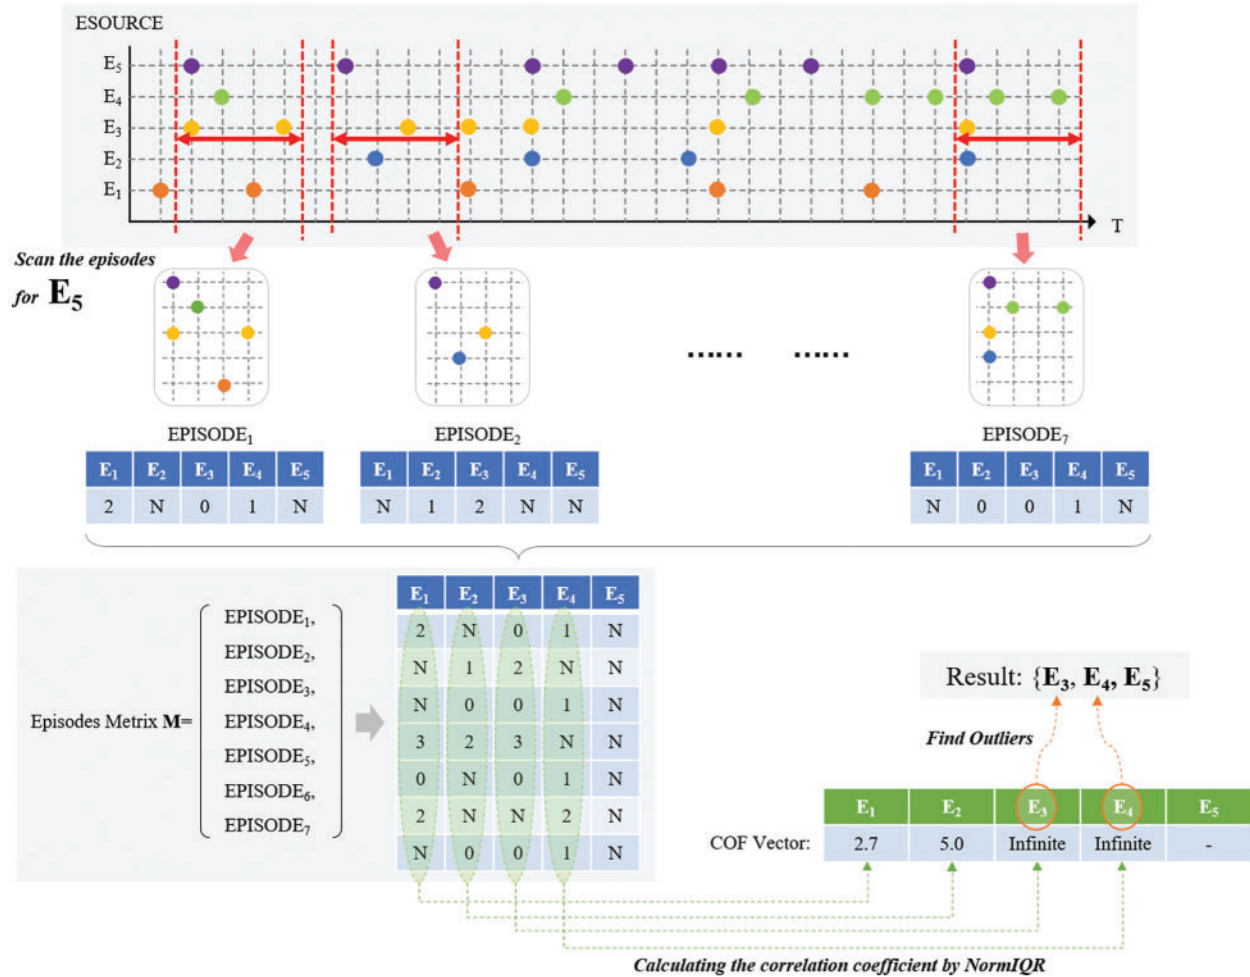 ESOURCE
E5
E4
E3
E2
E1
T
Scan the episodes
for E5
…… ……
EPISODE1
EPISODE2
EPISODE7
E1 E2 E3 E4 E5
2 N 0 1 N
E1 E2 E3 E4 E5
N 1 2 N N
E1 E2 E3 E4 E5
N 0 0 1 N
Episodes Metrix M=
EPISODE1,
EPISODE2,
EPISODE3,
EPISODE4,
EPISODE5,
EPISODE6,
EPISODE7
E1 E2 E3 E4 E5
2 N 0 1 N
N 1 2 N N
N 0 0 1 N
3 2 3 N N
0 N 0 1 N
2 N N 2 N
N 0 0 1 N
Result: {E3, E4, E5}
Find Outliers
E1 E2 E3 E4 E5
COF Vector: 2.7 5.0 Infinite Infinite -
Calculating the correlation coefficient by NormIQR